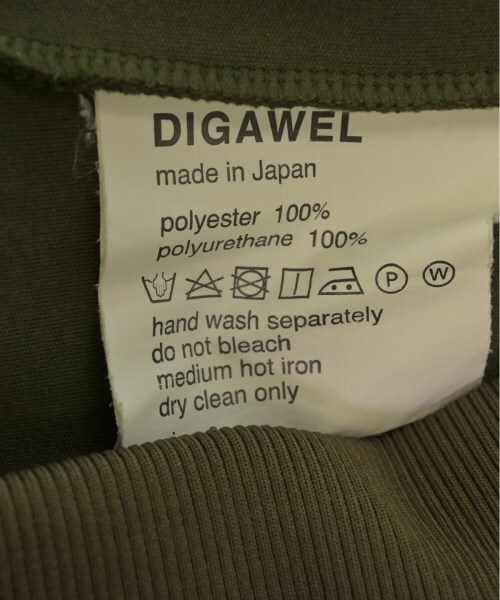 DIGAWEL
made in Japan
polyester 100%
polyurethane 100%
P W
hand wash separately
do not bleach
medium hot iron
dry clean only